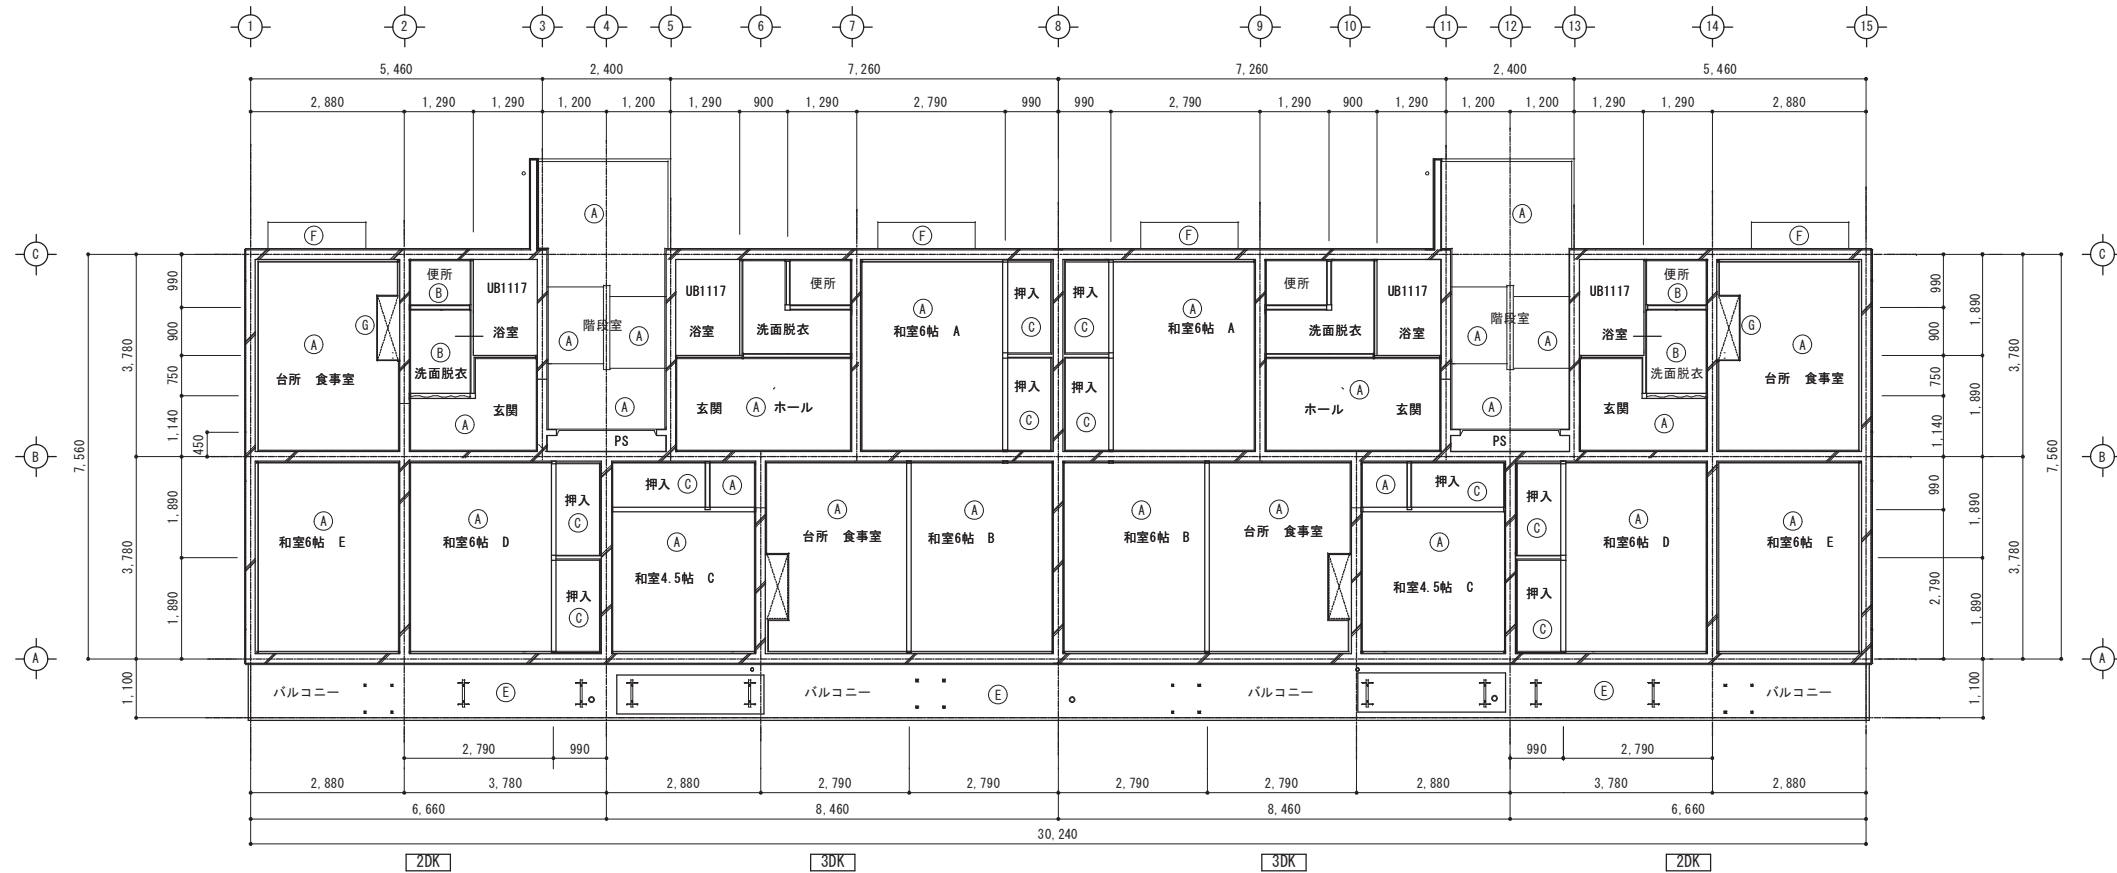 1 2 3 4 5 6 7 8 9 10 11 12 13 14 15
5,460 2,400 7,260 7,260 2,400 5,460
2,880 1,290 1,290 1,200 1,200 1,290 900 1,290 2,790 990 990 2,790 1,290 900 1,290 1,200 1,200 1,290 1,290 2,880
A A
F F F F
C C
便所 B UB1117 UB1117 便所 押入 押入 便所 UB1117 UB1117 便所 B
G 階段室 A A 浴室 洗面脱衣 A 和室6帖 A C C A 和室6帖 A 洗面脱衣 浴室 階段室 A A 浴室 G
A 台所 食事室 B 洗面脱衣 浴室 B 洗面脱衣 A 台所 食事室
玄関 A A 玄関 A ホール 押入 C 押入 C ホール A 玄関 A 玄関 A
PS PS
B B
押入 C 押入 C A A 押入 C 押入 C
A 和室6帖 E A 和室6帖 D A 和室4.5帖 C A 台所 食事室 A 和室6帖 B A 和室6帖 B A 台所 食事室 A 和室4.5帖 C A 和室6帖 D A 和室6帖 E
押入 C 押入 C
A A
バルコニー E バルコニー E バルコニー E バルコニー
7,560
3,780 3,780 1,100
990 900 750 1,140 450 1,890 1,890
990 900 750 1,140 990 2,790
1,890 1,890 1,890 1,890 1,100
3,780 3,780
7,560
2,790 990 990 2,790
2,880 3,780 2,880 2,790 2,790 2,790 2,790 2,880 3,780 2,880
6,660 8,460 8,460 6,660
30,240
2DK 3DK 3DK 2DK